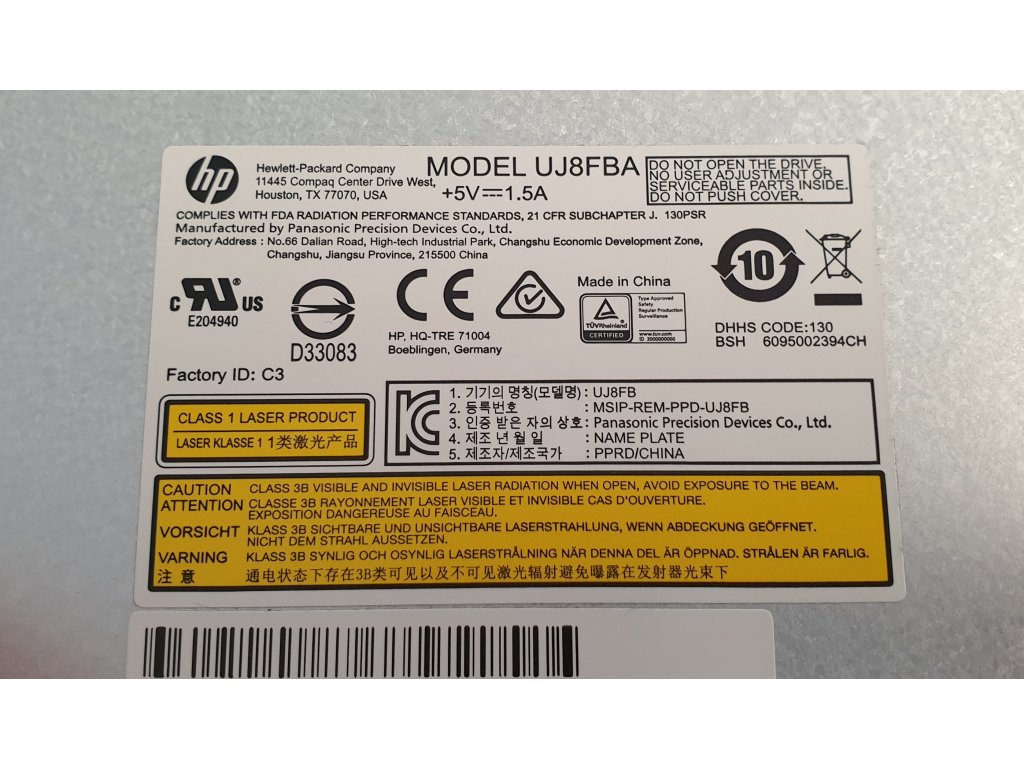 hp
Hewlett-Packard Company
11445 Compaq Center Drive West,
Houston, TX 77070, USA
MODEL UJ8FBA
+5V⎓1.5A
DO NOT OPEN THE DRIVE.
NO USER ADJUSTMENT OR
SERVICEABLE PARTS INSIDE.
DO NOT PUSH COVER.
COMPLIES WITH FDA RADIATION PERFORMANCE STANDARDS, 21 CFR SUBCHAPTER J. 130PSR
Manufactured by Panasonic Precision Devices Co., Ltd.
Factory Address : No.66 Dalian Road, High-tech Industrial Park, Changshu Economic Development Zone,
Changshu, Jiangsu Province, 215500 China
C RU® US
E204940
D33083
CE
HP, HQ-TRE 71004
Boeblingen, Germany
Made in China
TÜVRheinland
CERTIFIED
Type Approved
Safety
Regular Production
Surveillance
www.tuv.com
ID 2000000000
10
DHHS CODE:130
BSH 6095002394CH
Factory ID: C3
CLASS 1 LASER PRODUCT
LASER KLASSE 1 1类激光产品
1. 기기의 명칭(모델명) : UJ8FB
2. 등록번호 : MSIP-REM-PPD-UJ8FB
3. 인증 받은 자의 상호 : Panasonic Precision Devices Co., Ltd.
4. 제조 년 월 일 : NAME PLATE
5. 제조자/제조국가 : PPRD/CHINA
CAUTION CLASS 3B VISIBLE AND INVISIBLE LASER RADIATION WHEN OPEN, AVOID EXPOSURE TO THE BEAM.
ATTENTION CLASSE 3B RAYONNEMENT LASER VISIBLE ET INVISIBLE CAS D'OUVERTURE.
EXPOSITION DANGEREUSE AU FAISCEAU.
VORSICHT KLASS 3B SICHTBARE UND UNSICHTBARE LASERSTRAHLUNG, WENN ABDECKUNG GEÖFFNET.
NICHT DEM STRAHL AUSSETZEN.
VARNING KLASS 3B SYNLIG OCH OSYNLIG LASERSTRÅLNING NÄR DENNA DEL ÄR ÖPPNAD. STRÅLEN ÄR FARLIG.
注 意 通电状态下存在3B类可见以及不可见激光辐射避免曝露在发射器光束下